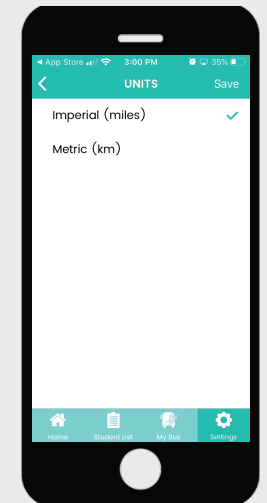 App Store 3:00 PM 35%
UNITS Save
Imperial (miles)
Metric (km)
Home Student List My Bus Settings